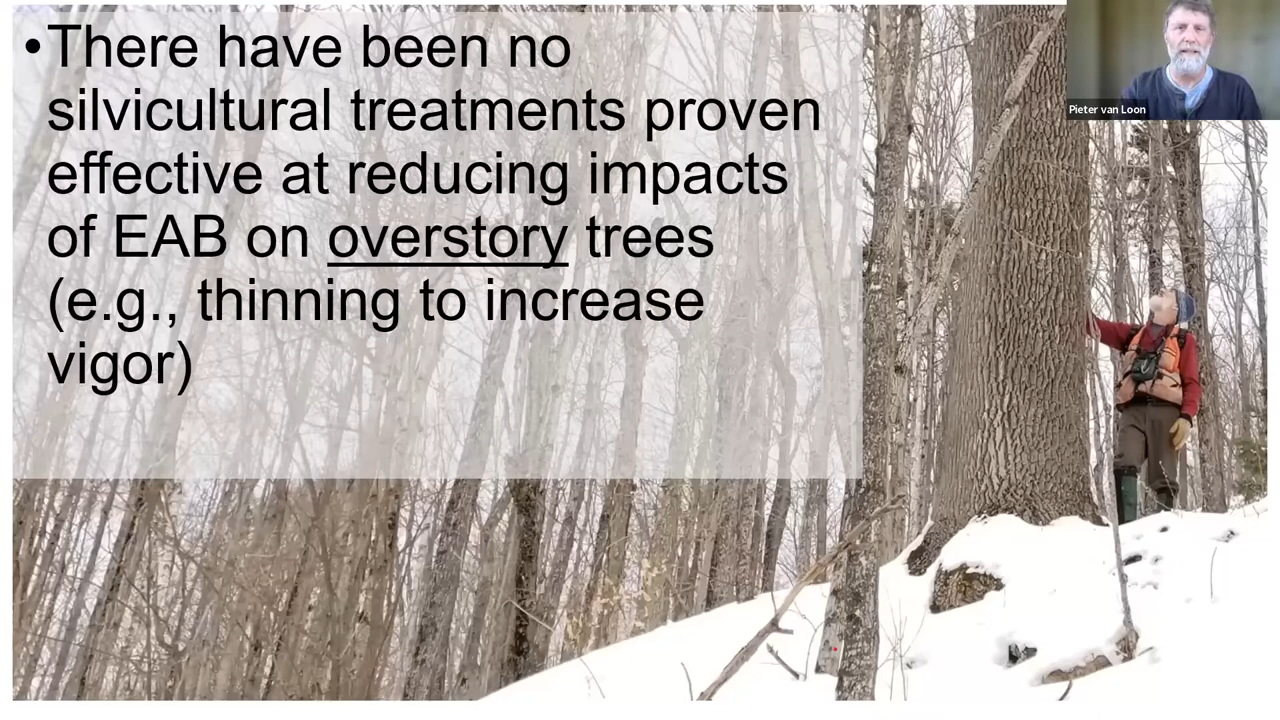 •There have been no
silvicultural treatments proven
effective at reducing impacts
of EAB on overstory trees
(e.g., thinning to increase
vigor)
Pieter van Loon